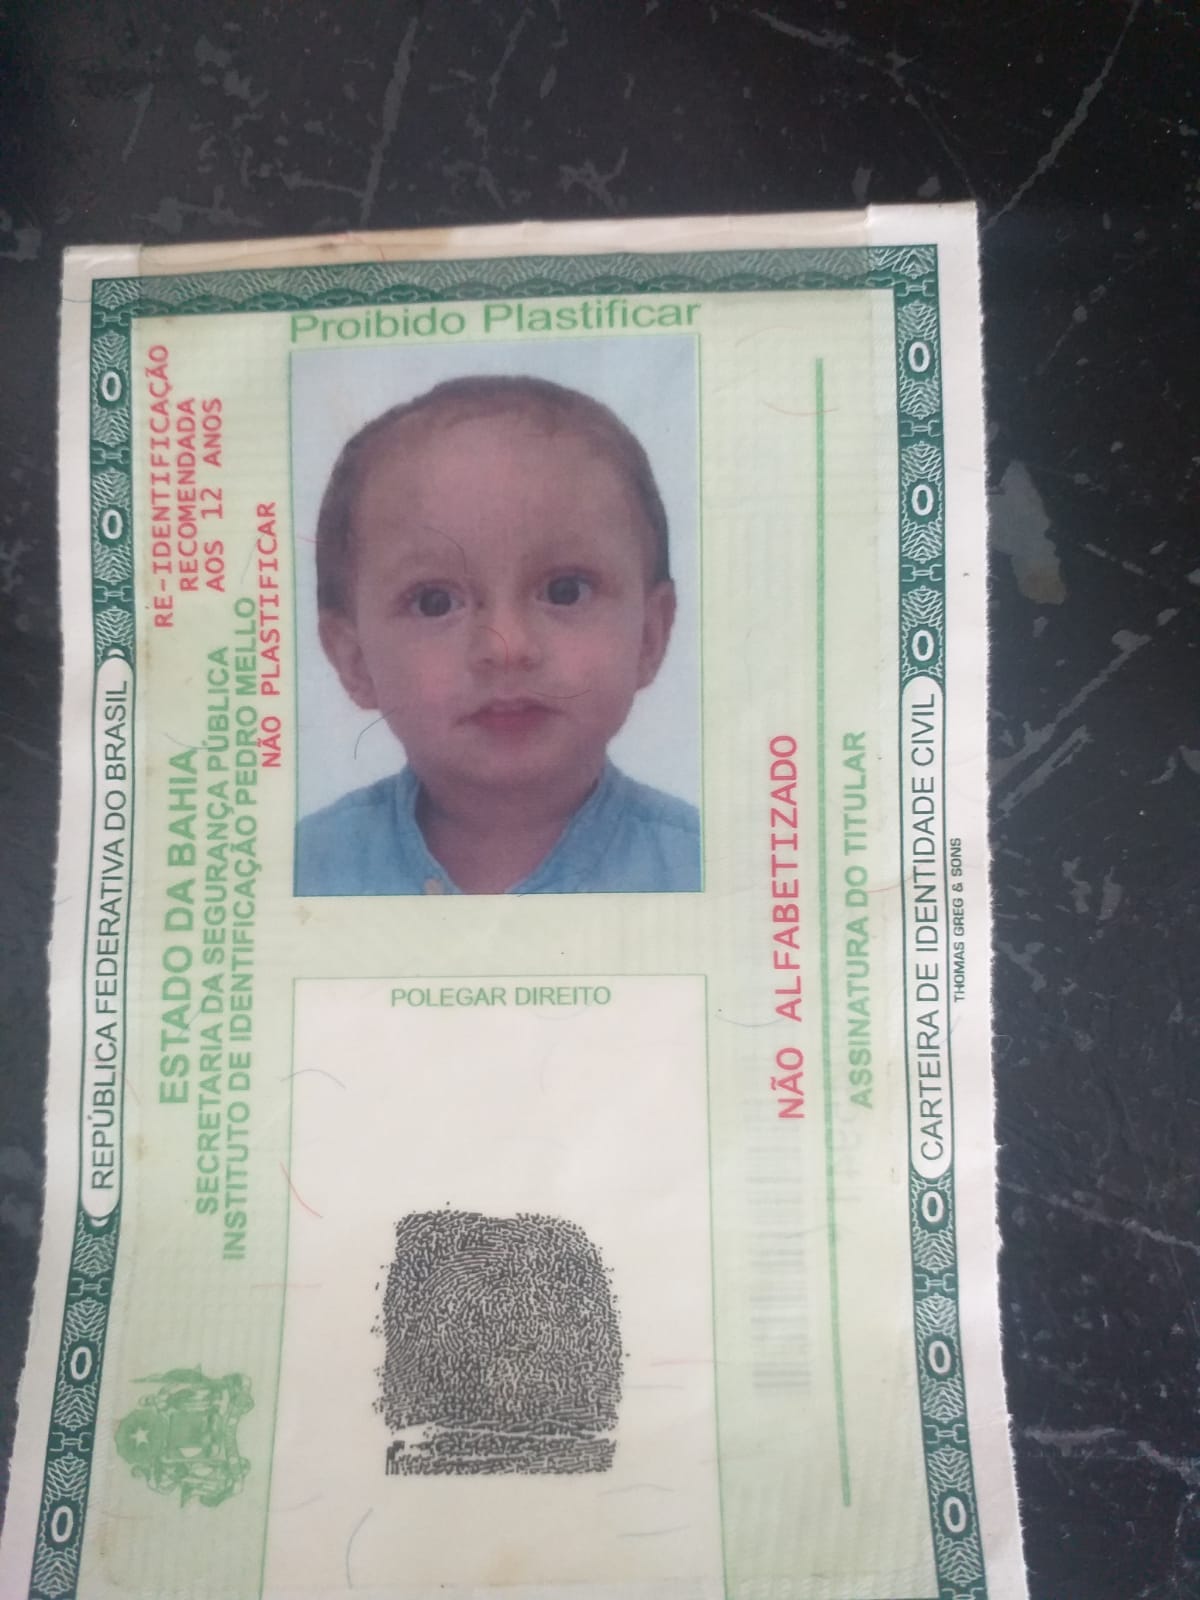 REPÚBLICA FEDERATIVA DO BRASIL
ESTADO DA BAHIA
SECRETARIA DA SEGURANÇA PÚBLICA
INSTITUTO DE IDENTIFICAÇÃO PEDRO MELLO
RE-IDENTIFICAÇÃO
RECOMENDADA
AOS 12 ANOS
NÃO PLASTIFICAR
Proibido Plastificar
POLEGAR DIREITO
NÃO ALFABETIZADO
ASSINATURA DO TITULAR
CARTEIRA DE IDENTIDADE CIVIL
THOMAS GREG & SONS